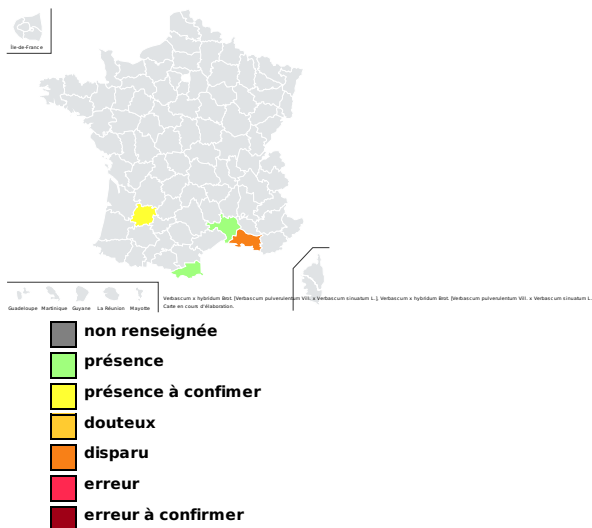 Île-de-France
Guadeloupe Martinique Guyane La Réunion Mayotte
Verbascum x hybridum Brot. [Verbascum pulverulentum Vill. x Verbascum sinuatum L.], Verbascum x hybridum Brot. [Verbascum pulverulentum Vill. x Verbascum sinuatum L.
Carte en cours d'élaboration.
non renseignée
présence
présence à confimer
douteux
disparu
erreur
erreur à confirmer